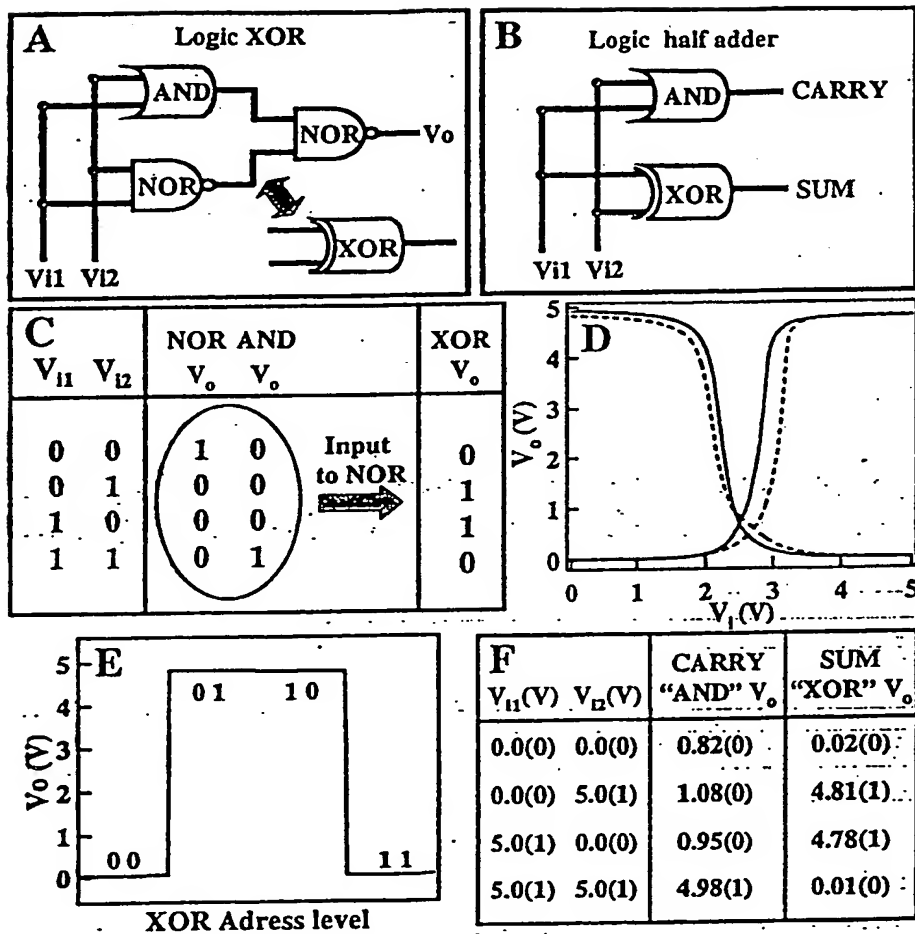 A Logic XOR
AND
NOR
NOR
Vo
XOR
Vi1 Vi2
B Logic half adder
AND
CARRY
XOR
SUM
Vi1 Vi2
C
NOR AND XOR
Vi1 Vi2 Vo Vo Vo
0 0 1 0 0
0 1 0 0 1
1 0 0 0 1
1 1 0 1 0
Input
to NOR
D
Vo(V)
5
4
3
2
1
0
0 1 2 3 4 5
VI(V)
E
Vo (V)
5
4
3
2
1
0
0 0
0 1
1 0
1 1
XOR Adress level
F CARRY SUM
Vi1(V) Vi2(V) “AND” Vo “XOR” Vo
0.0(0) 0.0(0) 0.82(0) 0.02(0)
0.0(0) 5.0(1) 1.08(0) 4.81(1)
5.0(1) 0.0(0) 0.95(0) 4.78(1)
5.0(1) 5.0(1) 4.98(1) 0.01(0)